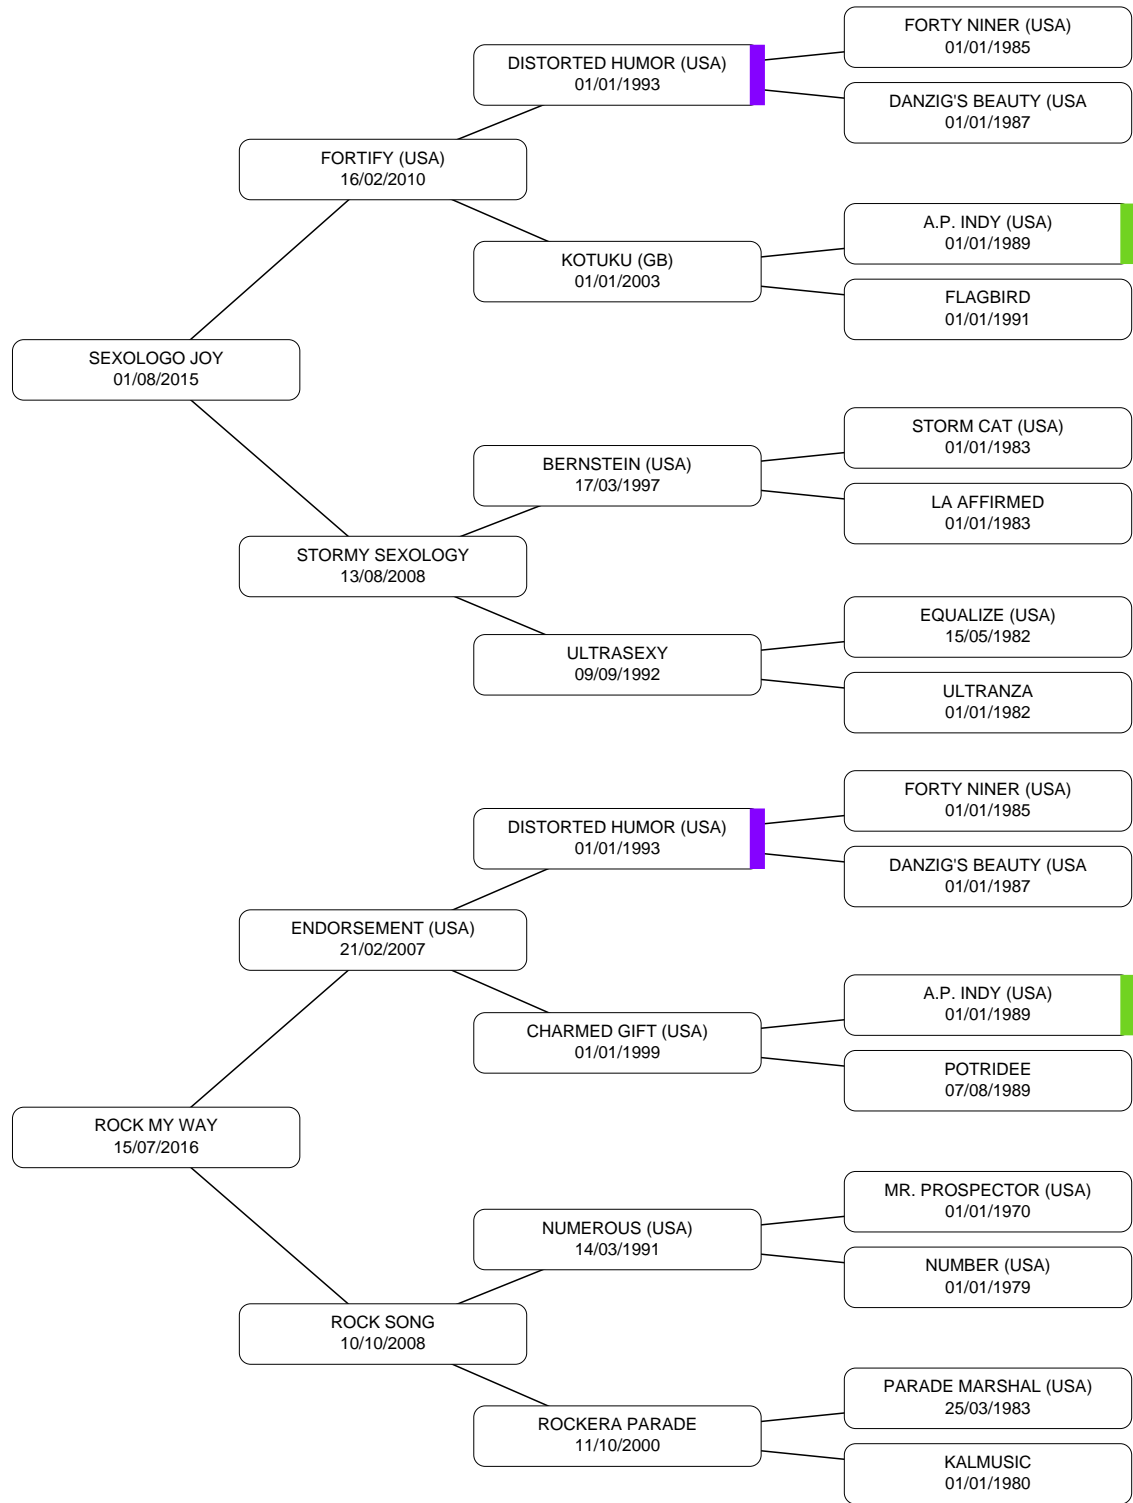 FORTY NINER (USA)
01/01/1985
DISTORTED HUMOR (USA)
01/01/1993
DANZIG'S BEAUTY (USA
01/01/1987
FORTIFY (USA)
16/02/2010
A.P. INDY (USA)
01/01/1989
KOTUKU (GB)
01/01/2003
FLAGBIRD
01/01/1991
SEXOLOGO JOY
01/08/2015
STORM CAT (USA)
01/01/1983
BERNSTEIN (USA)
17/03/1997
LA AFFIRMED
01/01/1983
STORMY SEXOLOGY
13/08/2008
EQUALIZE (USA)
15/05/1982
ULTRASEXY
09/09/1992
ULTRANZA
01/01/1982
FORTY NINER (USA)
01/01/1985
DISTORTED HUMOR (USA)
01/01/1993
DANZIG'S BEAUTY (USA
01/01/1987
ENDORSEMENT (USA)
21/02/2007
A.P. INDY (USA)
01/01/1989
CHARMED GIFT (USA)
01/01/1999
POTRIDEE
07/08/1989
ROCK MY WAY
15/07/2016
MR. PROSPECTOR (USA)
01/01/1970
NUMEROUS (USA)
14/03/1991
NUMBER (USA)
01/01/1979
ROCK SONG
10/10/2008
PARADE MARSHAL (USA)
25/03/1983
ROCKERA PARADE
11/10/2000
KALMUSIC
01/01/1980